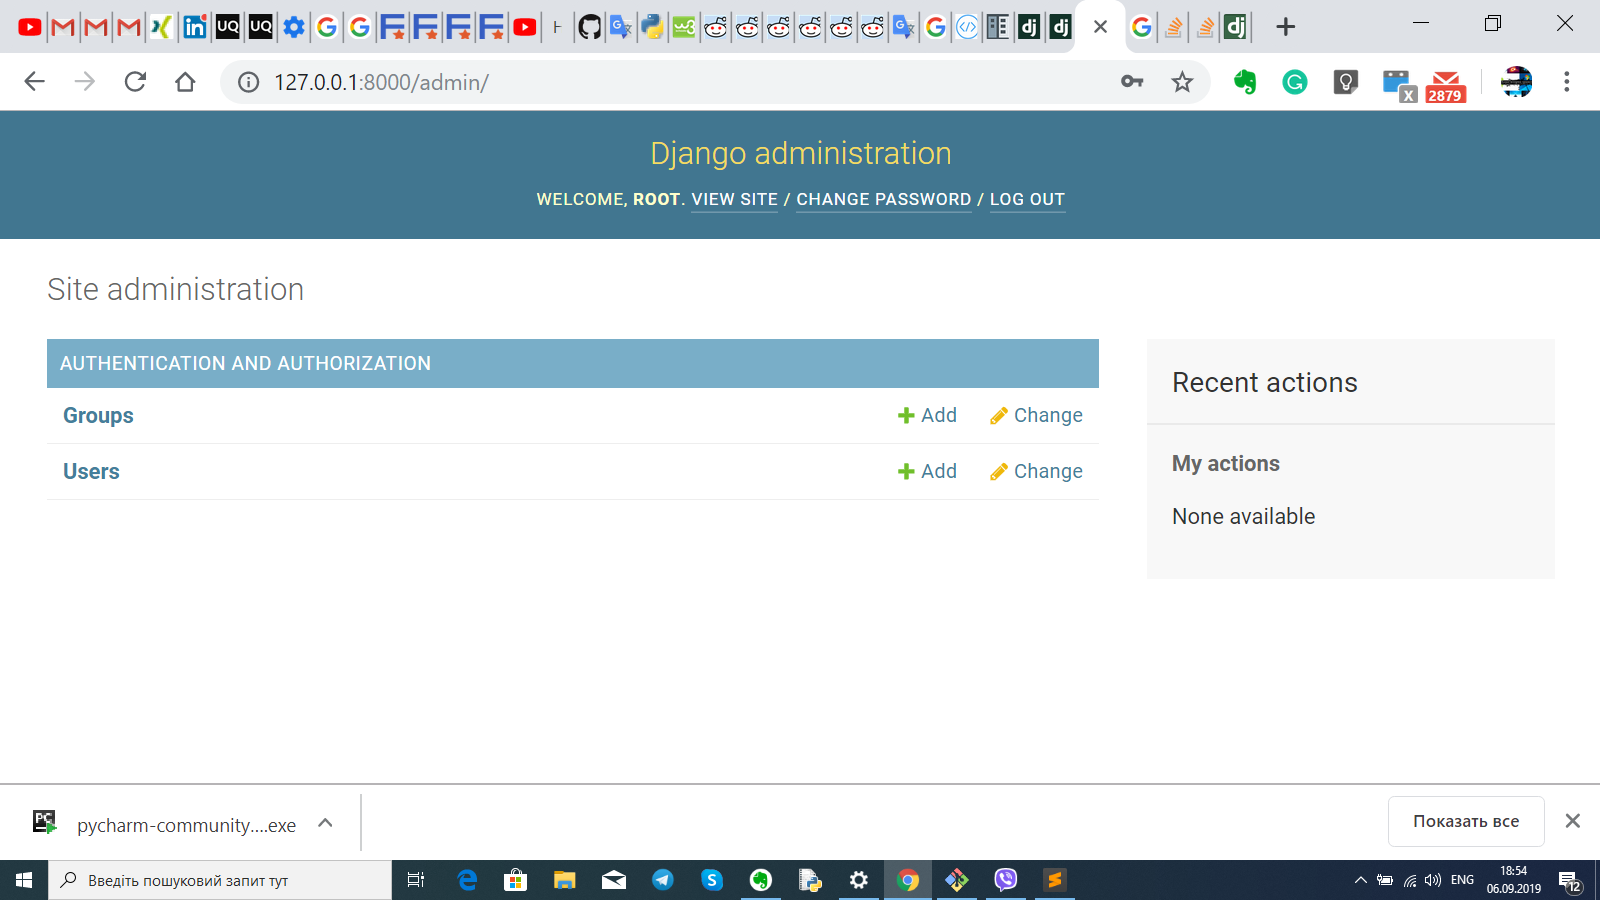 UQ UQ
127.0.0.1:8000/admin/
X 2879
Django administration
WELCOME, ROOT. VIEW SITE / CHANGE PASSWORD / LOG OUT
Site administration
AUTHENTICATION AND AUTHORIZATION
Groups Add Change
Users Add Change
Recent actions
My actions
None available
pycharm-community....exe
Показать все
Введіть пошуковий запит тут
ENG
18:54
06.09.2019
12